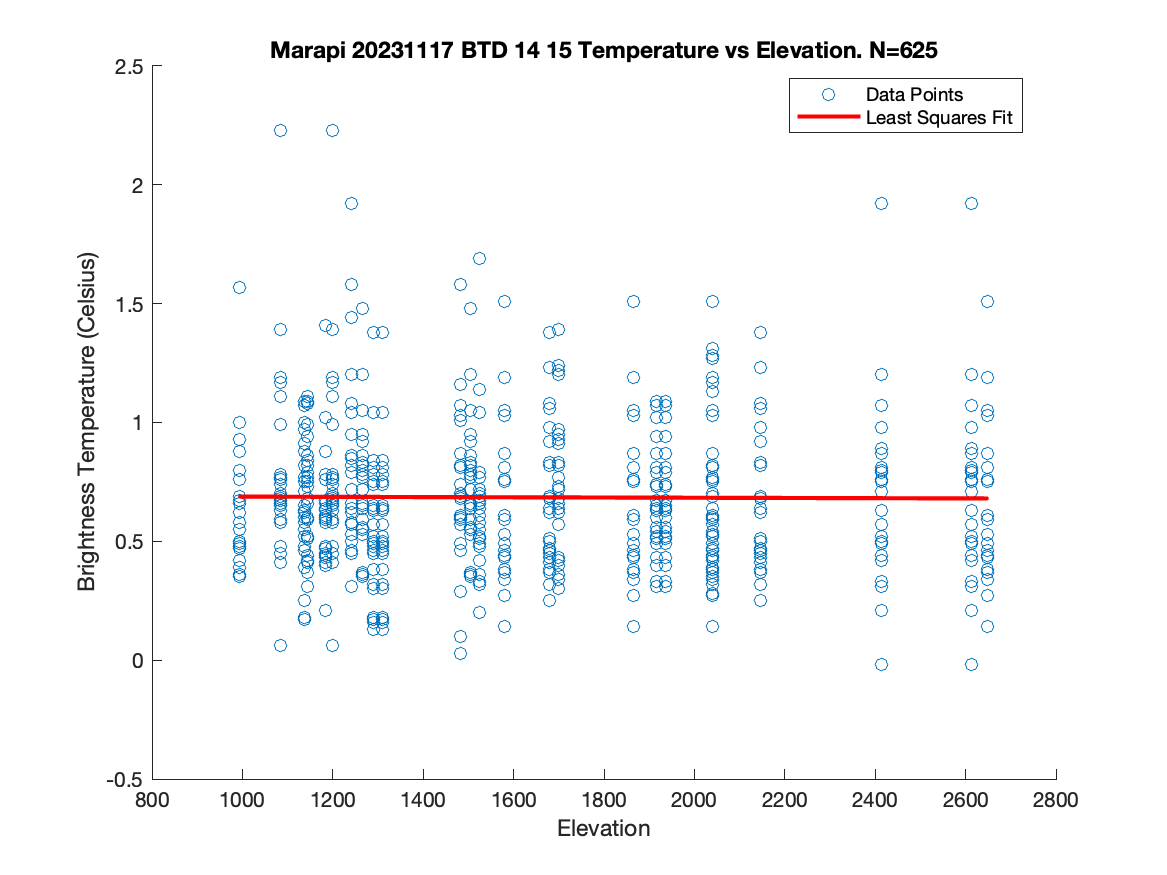 Marapi 20231117 BTD 14 15 Temperature vs Elevation. N=625
Data Points
Least Squares Fit
Brightness Temperature (Celsius)
2.5
2
1.5
1
0.5
0
-0.5
800 1000 1200 1400 1600 1800 2000 2200 2400 2600 2800
Elevation